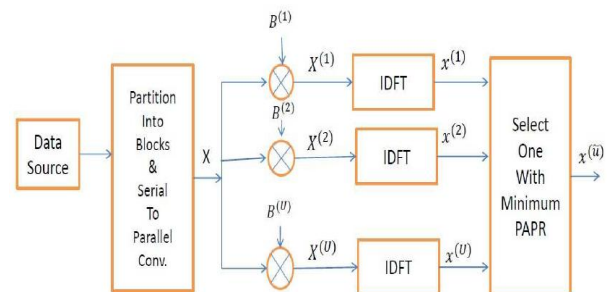 Data
Source
Partition
Into
Blocks
&
Serial
To
Parallel
Conv.
X
B^(1)
X^(1)
IDFT
x^(1)
B^(2)
X^(2)
IDFT
x^(2)
B^(U)
X^(U)
IDFT
x^(U)
Select
One
With
Minimum
PAPR
x^(ũ)